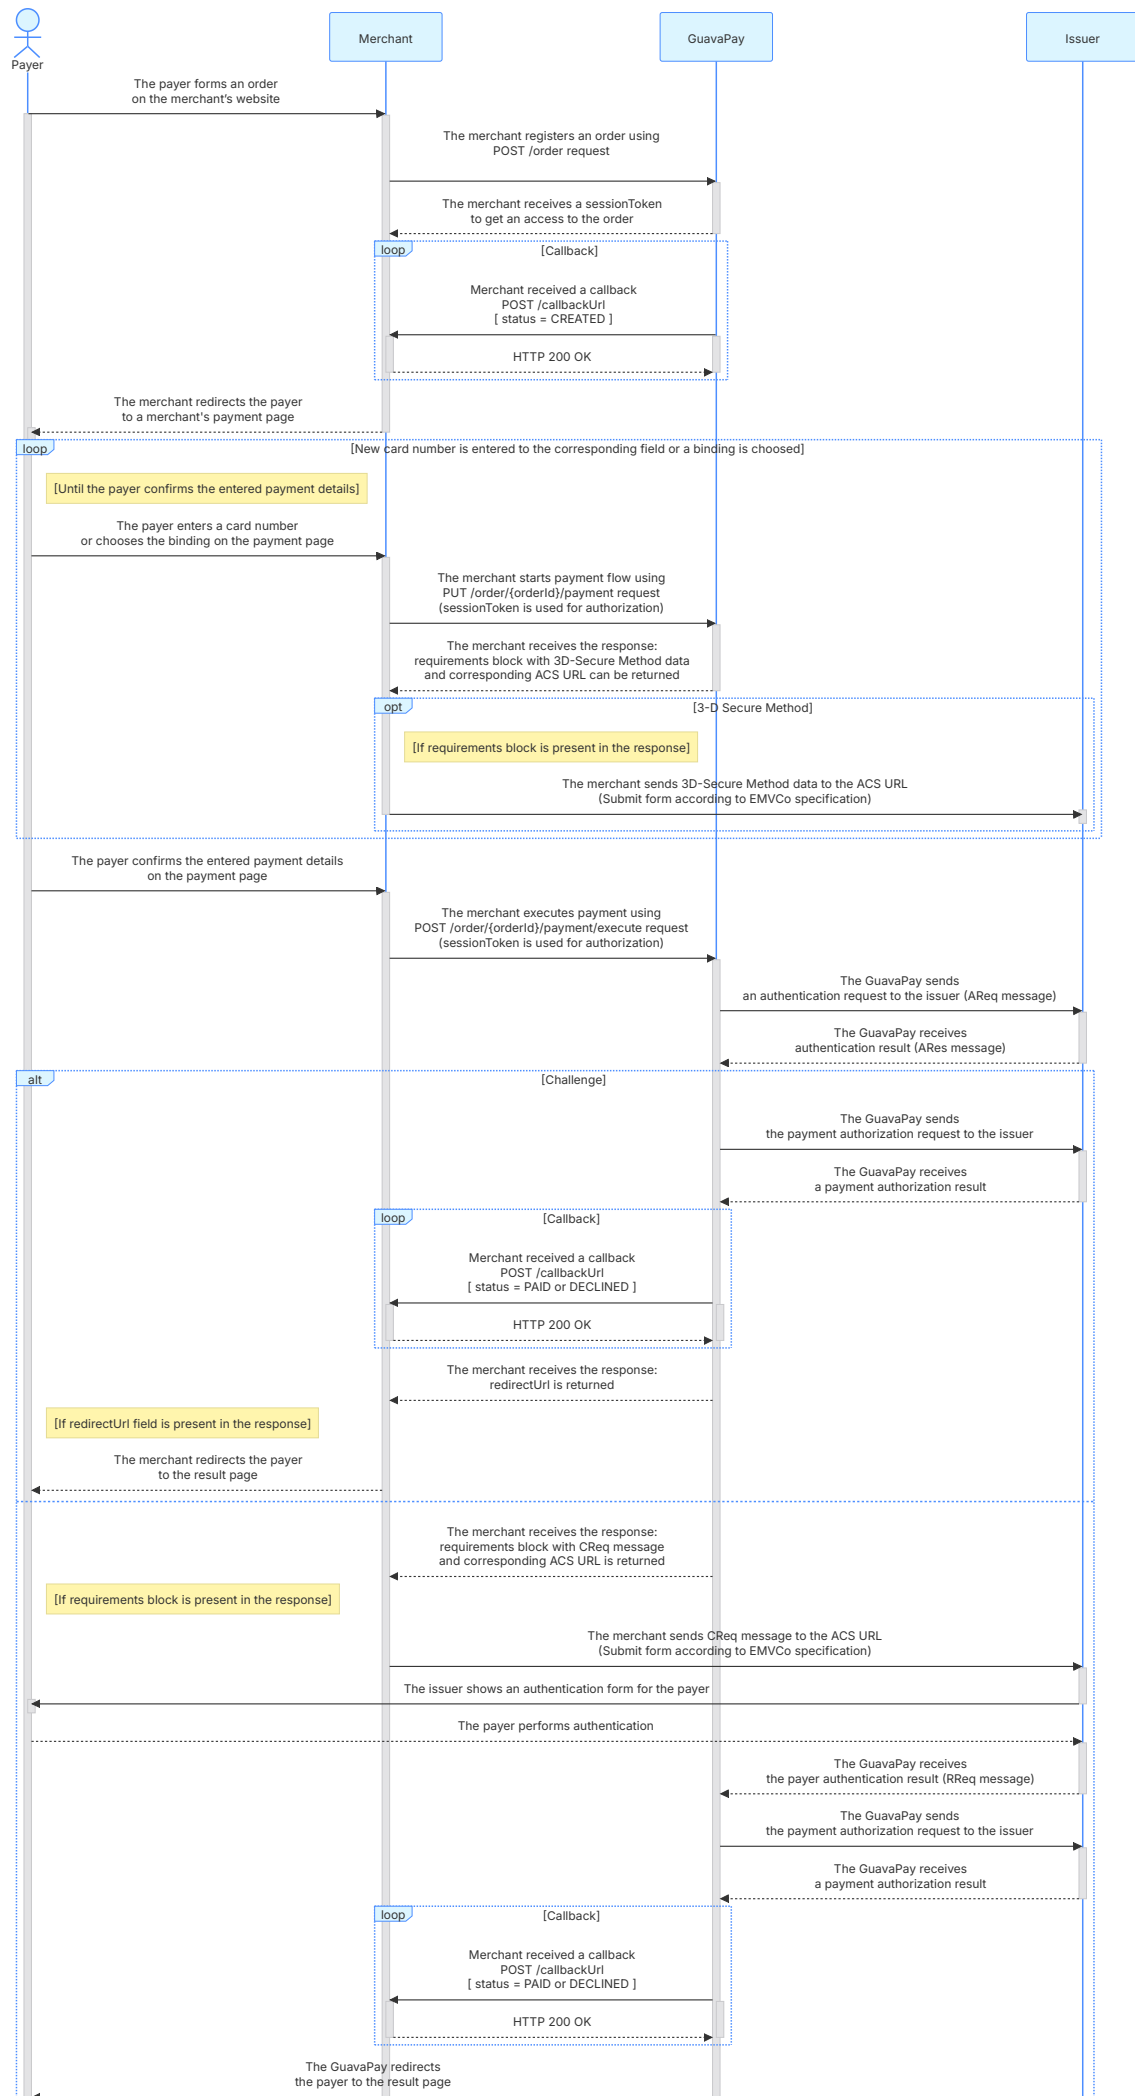 Payer
Merchant
GuavaPay
Issuer
The payer forms an order
on the merchant's website
The merchant registers an order using
POST /order request
The merchant receives a sessionToken
to get an access to the order
loop
[Callback]
Merchant received a callback
POST /callbackUrl
[ status = CREATED ]
HTTP 200 OK
The merchant redirects the payer
to a merchant's payment page
loop
[New card number is entered to the corresponding field or a binding is choosed]
[Until the payer confirms the entered payment details]
The payer enters a card number
or chooses the binding on the payment page
The merchant starts payment flow using
PUT /order/{orderId}/payment request
(sessionToken is used for authorization)
The merchant receives the response:
requirements block with 3D-Secure Method data
and corresponding ACS URL can be returned
opt
[3-D Secure Method]
[If requirements block is present in the response]
The merchant sends 3D-Secure Method data to the ACS URL
(Submit form according to EMVCo specification)
The payer confirms the entered payment details
on the payment page
The merchant executes payment using
POST /order/{orderId}/payment/execute request
(sessionToken is used for authorization)
The GuavaPay sends
an authentication request to the issuer (AReq message)
The GuavaPay receives
authentication result (ARes message)
alt
[Challenge]
The GuavaPay sends
the payment authorization request to the issuer
The GuavaPay receives
a payment authorization result
loop
[Callback]
Merchant received a callback
POST /callbackUrl
[ status = PAID or DECLINED ]
HTTP 200 OK
The merchant receives the response:
redirectUrl is returned
[If redirectUrl field is present in the response]
The merchant redirects the payer
to the result page
The merchant receives the response:
requirements block with CReq message
and corresponding ACS URL is returned
[If requirements block is present in the response]
The merchant sends CReq message to the ACS URL
(Submit form according to EMVCo specification)
The issuer shows an authentication form for the payer
The payer performs authentication
The GuavaPay receives
the payer authentication result (RReq message)
The GuavaPay sends
the payment authorization request to the issuer
The GuavaPay receives
a payment authorization result
loop
[Callback]
Merchant received a callback
POST /callbackUrl
[ status = PAID or DECLINED ]
HTTP 200 OK
The GuavaPay redirects
the payer to the result page